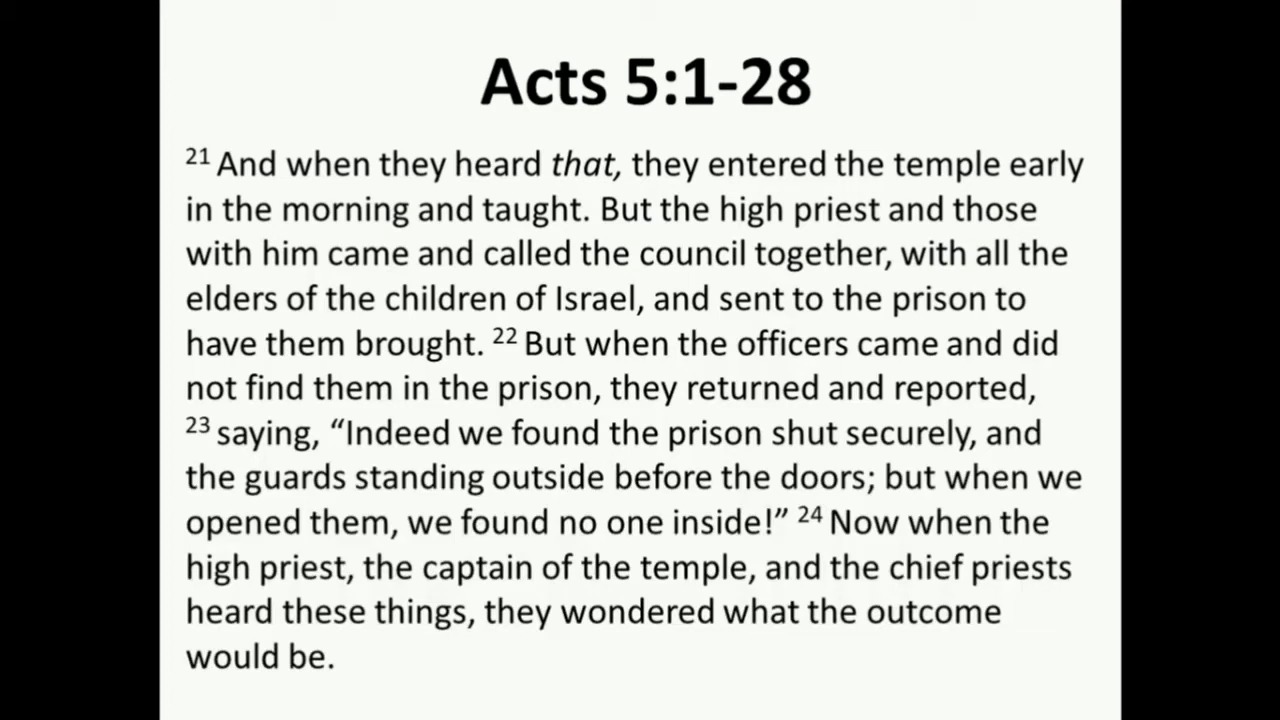 Acts 5:1-28
21 And when they heard that, they entered the temple early
in the morning and taught. But the high priest and those
with him came and called the council together, with all the
elders of the children of Israel, and sent to the prison to
have them brought. 22 But when the officers came and did
not find them in the prison, they returned and reported,
23 saying, “Indeed we found the prison shut securely, and
the guards standing outside before the doors; but when we
opened them, we found no one inside!” 24 Now when the
high priest, the captain of the temple, and the chief priests
heard these things, they wondered what the outcome
would be.